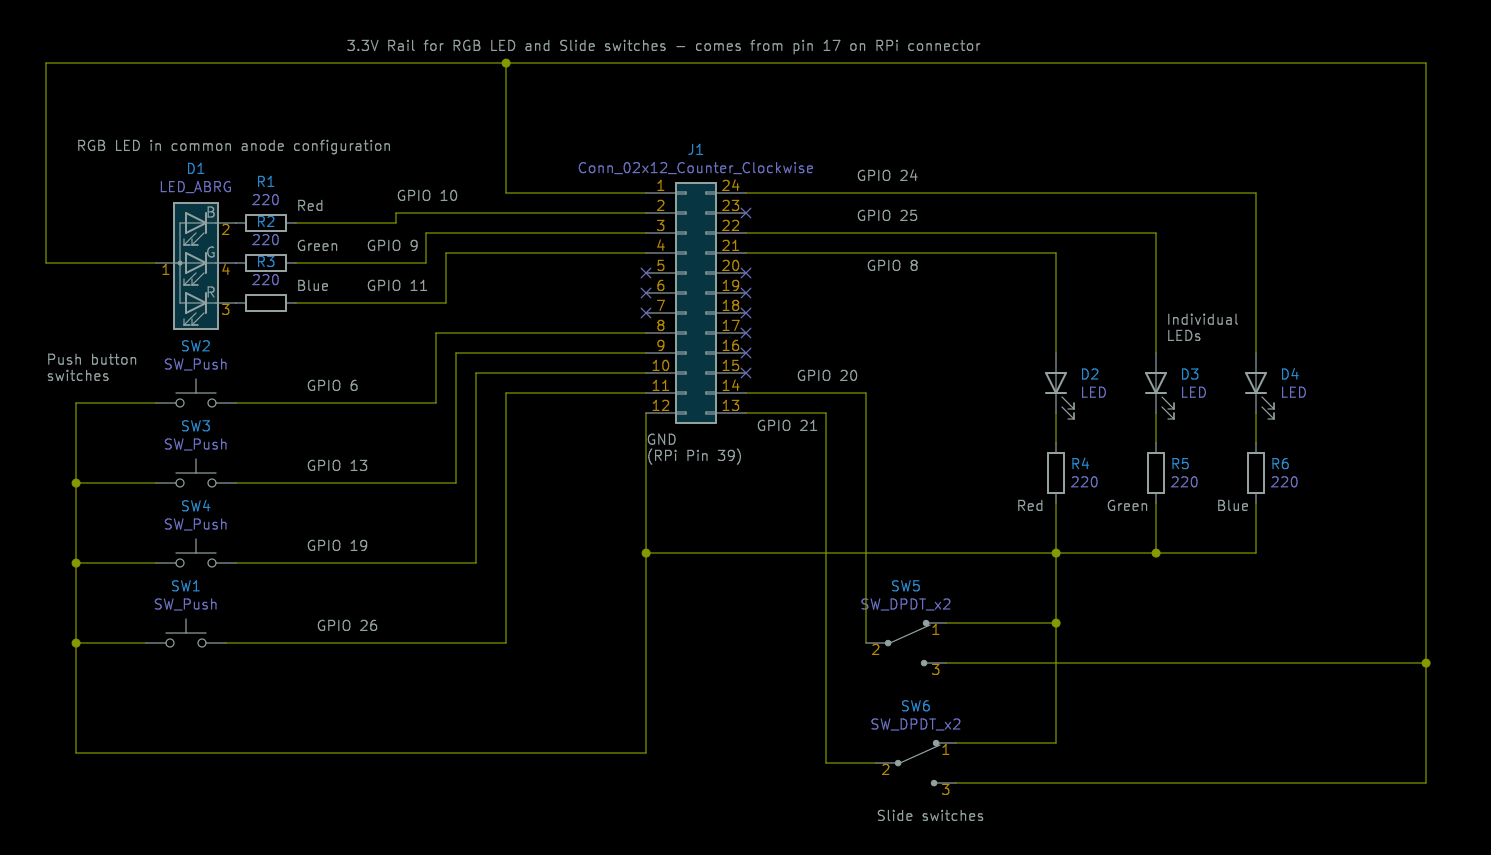 3.3V Rail for RGB LED and Slide switches – comes from pin 17 on RPi connector
RGB LED in common anode configuration
D1
LED_ABRG
B
G
R
1
2
4
3
R1
220
R2
220
R3
220
Red
Green
Blue
GPIO 10
GPIO 9
GPIO 11
J1
Conn_02x12_Counter_Clockwise
1 24
2 23
3 22
4 21
5 20
6 19
7 18
8 17
9 16
10 15
11 14
12 13
GND
(RPi Pin 39)
GPIO 24
GPIO 25
GPIO 8
GPIO 20
GPIO 21
Push button
switches
SW2
SW_Push
GPIO 6
SW3
SW_Push
GPIO 13
SW4
SW_Push
GPIO 19
SW1
SW_Push
GPIO 26
Individual
LEDs
D2
LED
D3
LED
D4
LED
R4
220
R5
220
R6
220
Red
Green
Blue
SW5
SW_DPDT_x2
1
2
3
SW6
SW_DPDT_x2
1
2
3
Slide switches